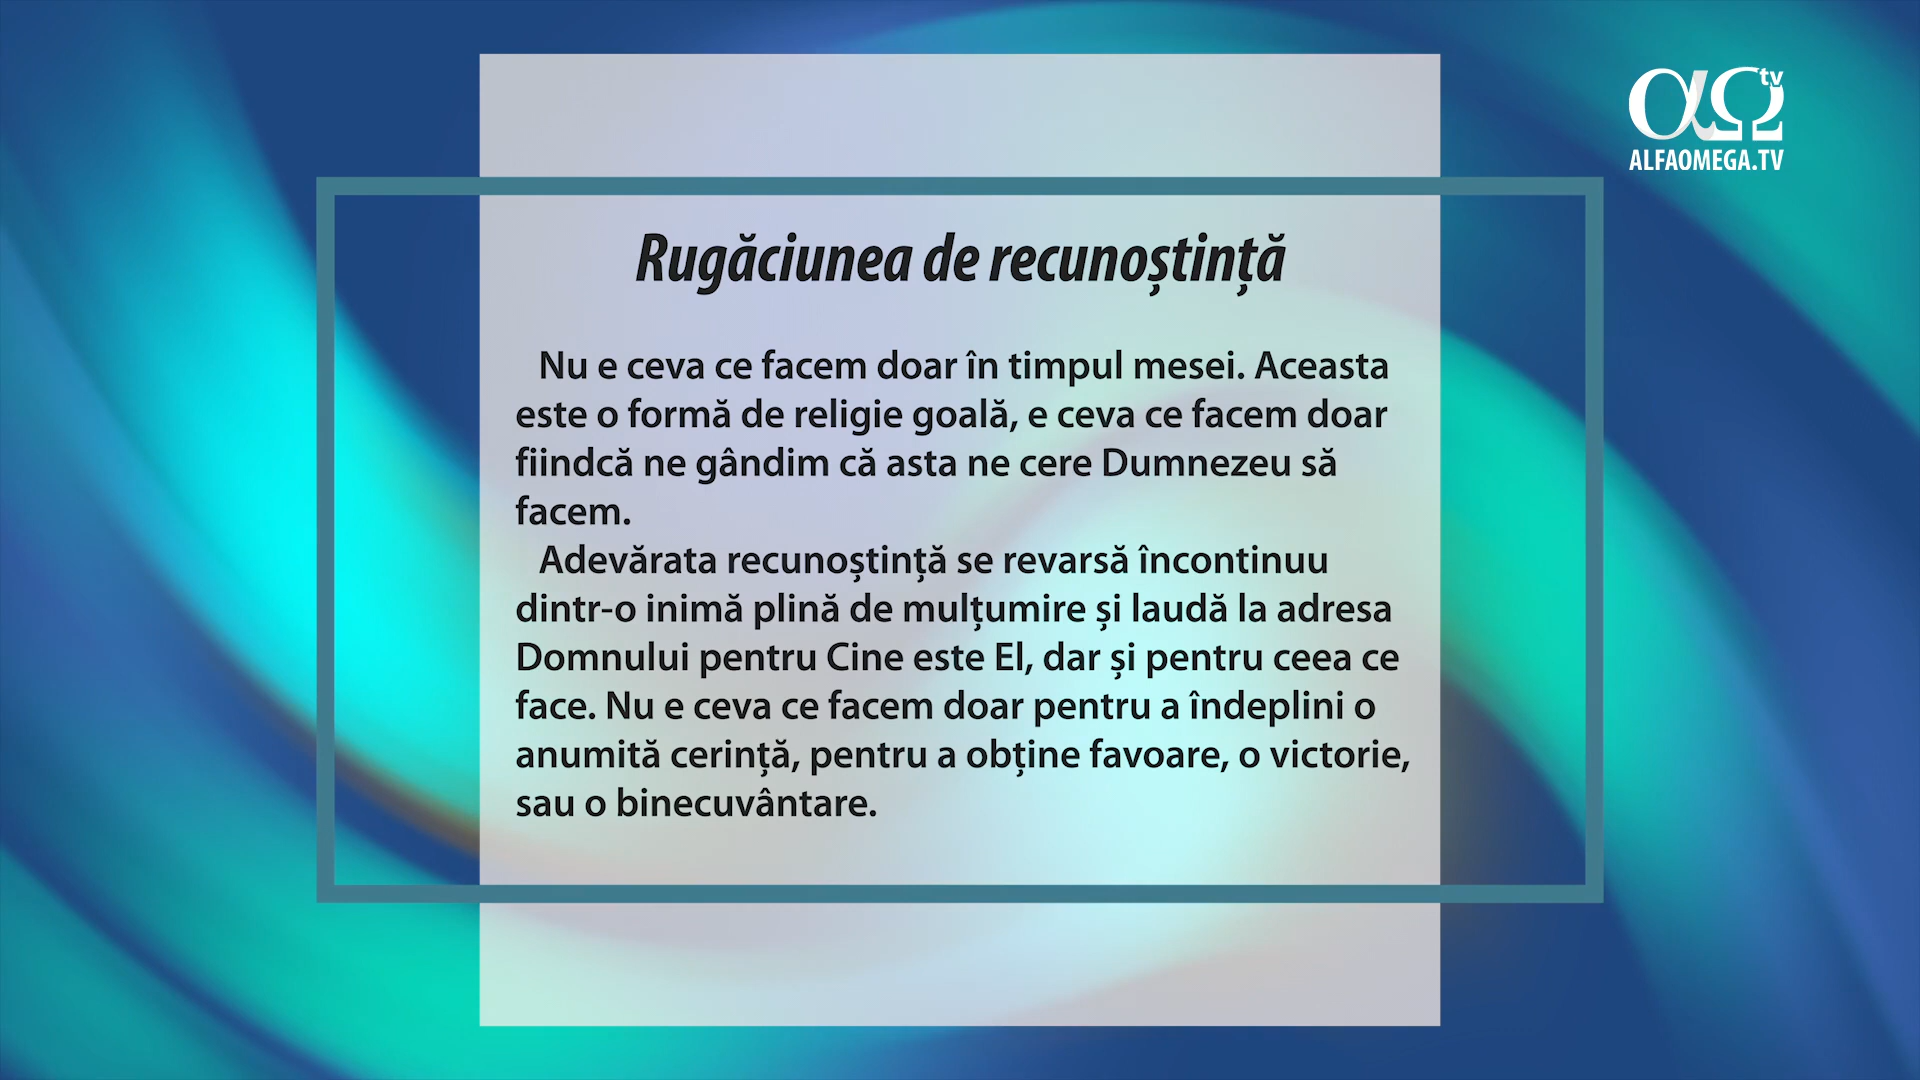 αΩ tv
ALFAOMEGA.TV
Rugăciunea de recunoștință
Nu e ceva ce facem doar în timpul mesei. Aceasta
este o formă de religie goală, e ceva ce facem doar
fiindcă ne gândim că asta ne cere Dumnezeu să
facem.
Adevărata recunoștință se revarsă încontinuu
dintr-o inimă plină de mulțumire și laudă la adresa
Domnului pentru Cine este El, dar și pentru ceea ce
face. Nu e ceva ce facem doar pentru a îndeplini o
anumită cerință, pentru a obține favoare, o victorie,
sau o binecuvântare.